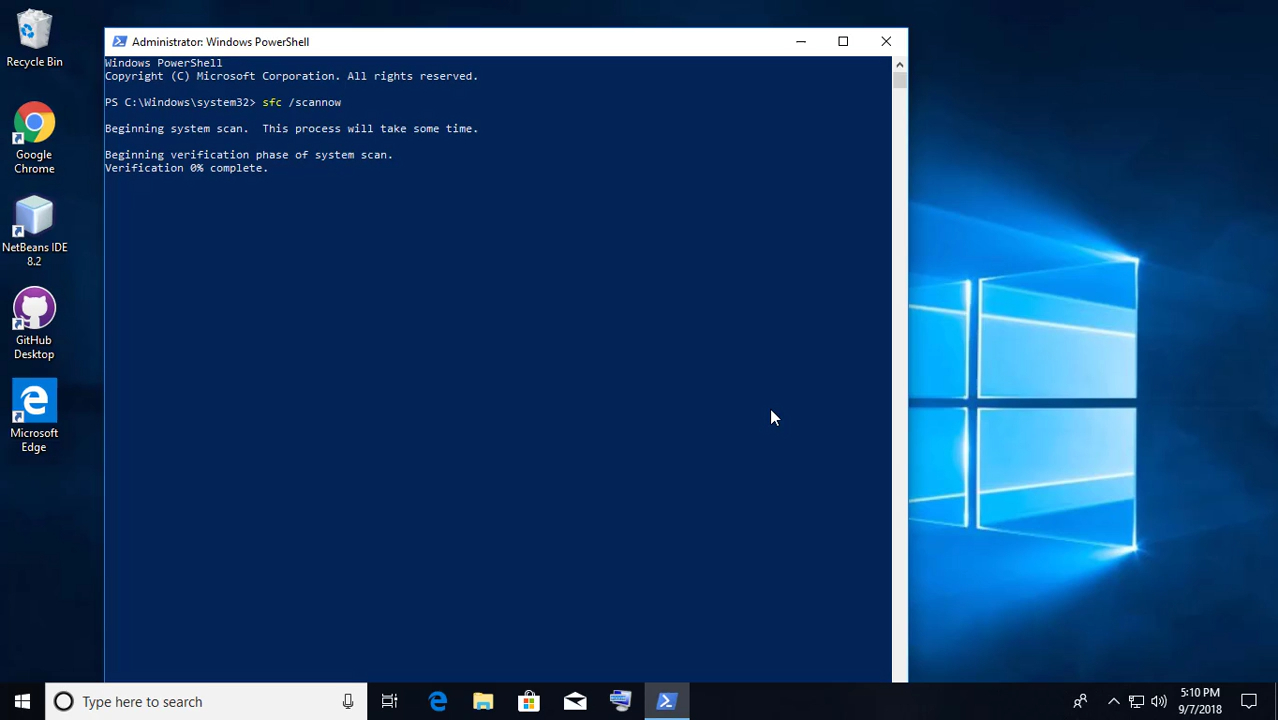 Recycle Bin
Google
Chrome
NetBeans IDE
8.2
GitHub
Desktop
Microsoft
Edge
Administrator: Windows PowerShell
Windows PowerShell
Copyright (C) Microsoft Corporation. All rights reserved.
PS C:\Windows\system32> sfc /scannow
Beginning system scan.  This process will take some time.
Beginning verification phase of system scan.
Verification 0% complete.
Type here to search
5:10 PM
9/7/2018